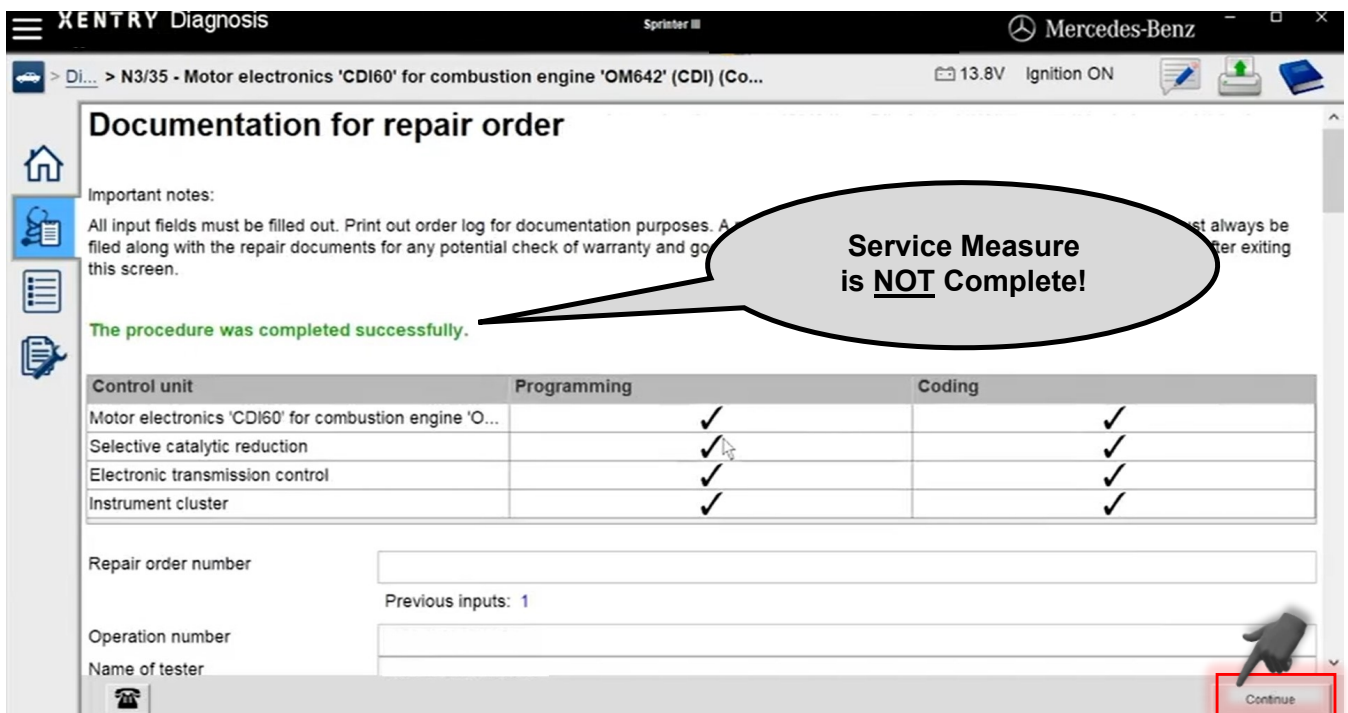 XENTRY Diagnosis
Sprinter III
Mercedes-Benz
> Di... > N3/35 - Motor electronics 'CDI60' for combustion engine 'OM642' (CDI) (Co...
13.8V Ignition ON
Documentation for repair order
Important notes:
All input fields must be filled out. Print out order log for documentation purposes. A
always be
filed along with the repair documents for any potential check of warranty and
exiting
this screen.
Service Measure
is NOT Complete!
The procedure was completed successfully.
Control unit Programming Coding
Motor electronics 'CDI60' for combustion engine 'O... ✓ ✓
Selective catalytic reduction ✓ ✓
Electronic transmission control ✓ ✓
Instrument cluster ✓ ✓
Repair order number
Previous inputs: 1
Operation number
Name of tester
Continue